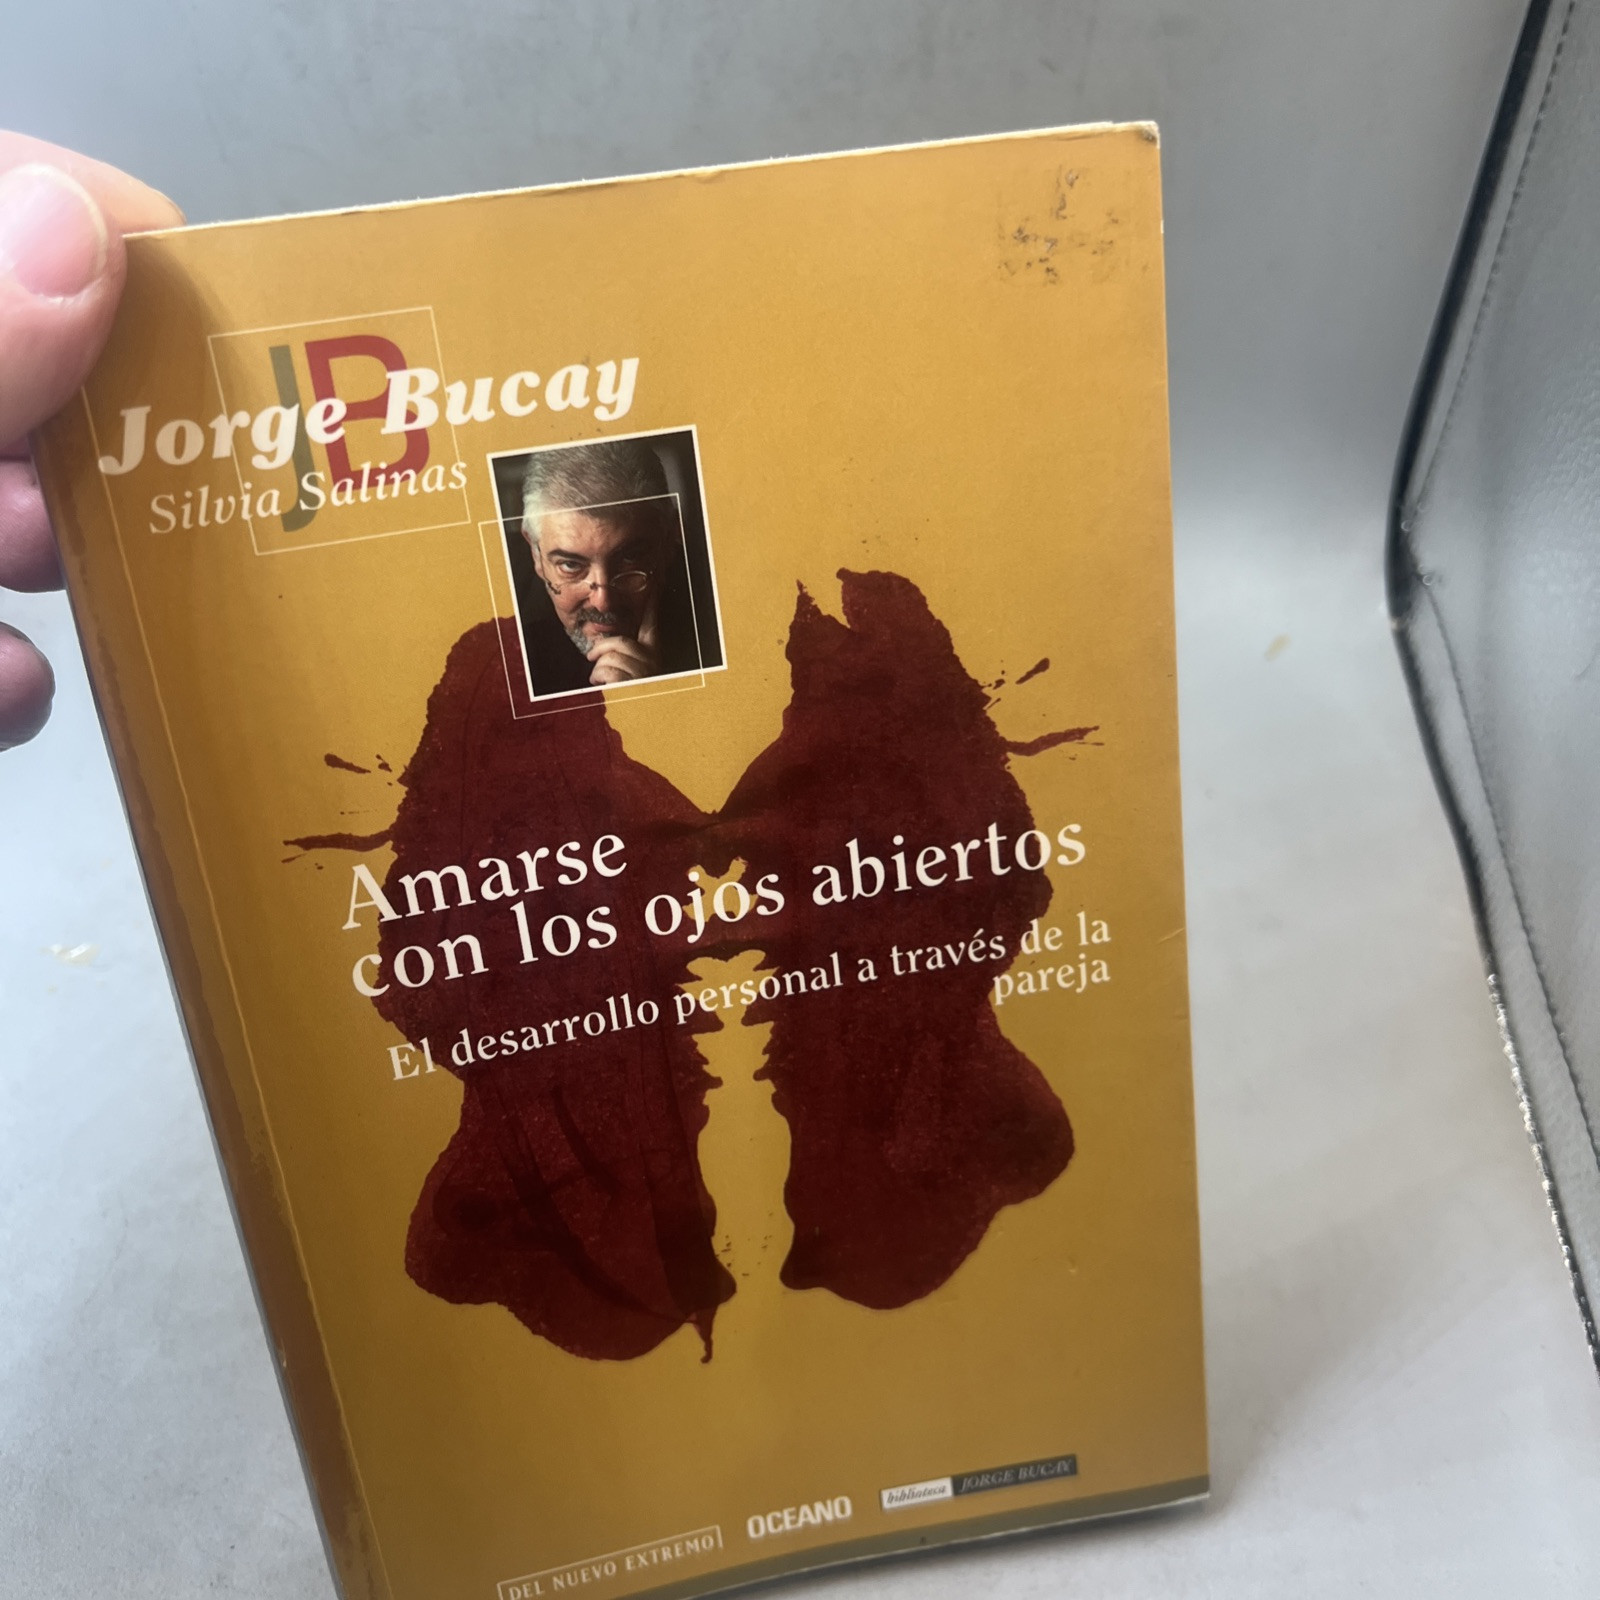 JB
Jorge Bucay
Silvia Salinas
Amarse
con los ojos abiertos
El desarrollo personal a través de la
pareja
DEL NUEVO EXTREMO
OCEANO
biblioteca JORGE BUCAY